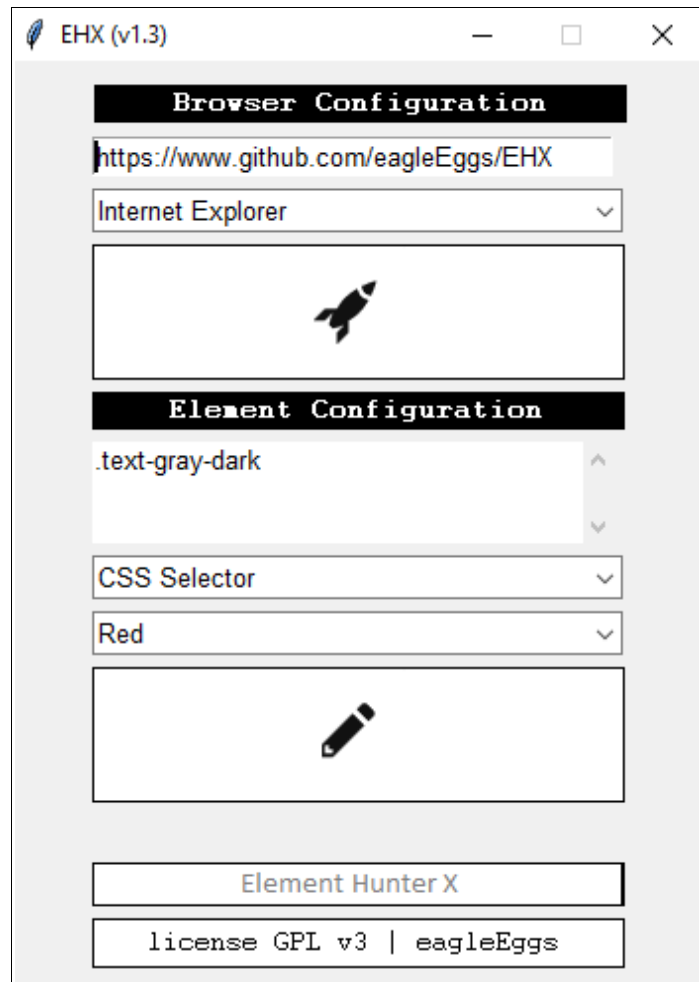 EHX (v1.3)
Browser Configuration
https://www.github.com/eagleEggs/EHX
Internet Explorer
Element Configuration
.text-gray-dark
CSS Selector
Red
Element Hunter X
license GPL v3 | eagleEggs